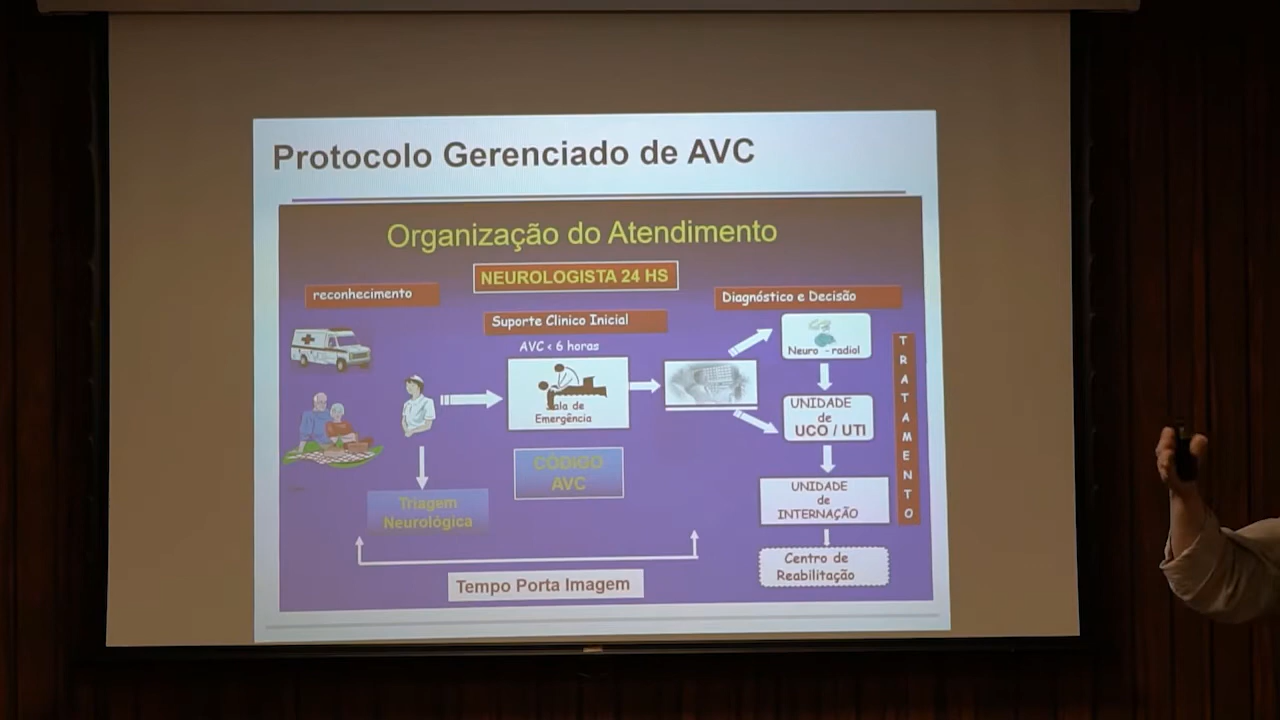 Protocolo Gerenciado de AVC
Organização do Atendimento
NEUROLOGISTA 24 HS
reconhecimento
Suporte Clinico Inicial
Diagnóstico e Decisão
AVC < 6 horas
Sala de
Emergência
Neuro - radiol
UNIDADE
de
UCO / UTI
TRATAMENTO
CÓDIGO
AVC
Triagem
Neurológica
UNIDADE
de
INTERNAÇÃO
Centro de
Reabilitação
Tempo Porta Imagem